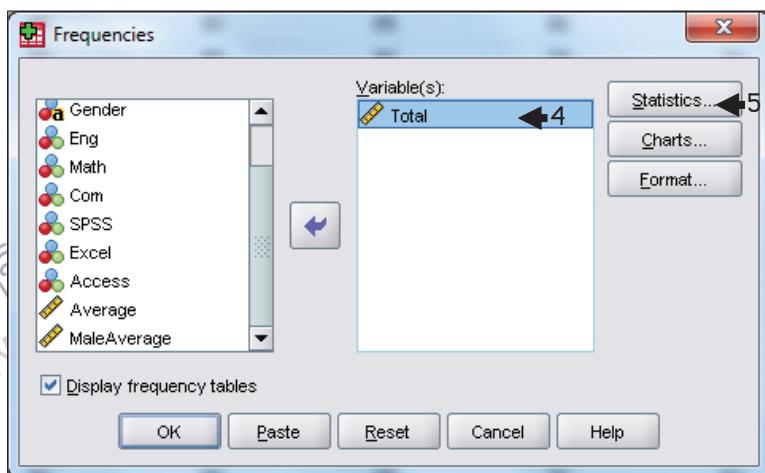 Frequencies
X
Variable(s):
a Gender
Eng
Math
Com
SPSS
Excel
Access
Average
MaleAverage
Total
4
Statistics...
5
Charts...
Format...
Display frequency tables
OK
Paste
Reset
Cancel
Help